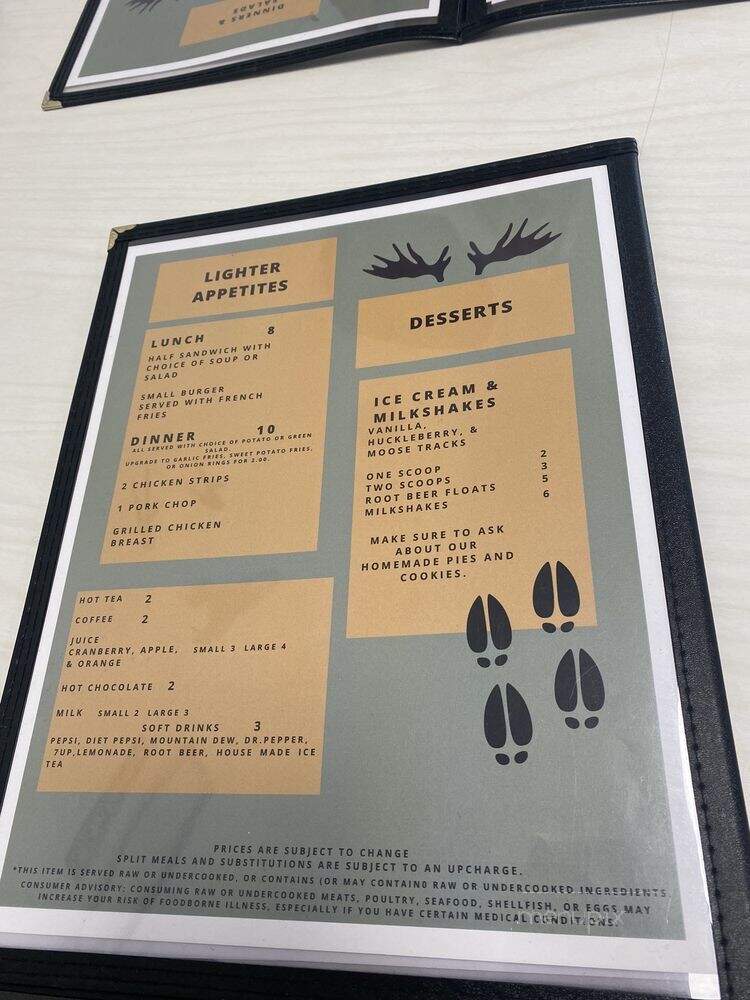 DINNERS &
SALADS
LIGHTER
APPETITES
LUNCH 8
HALF SANDWICH WITH
CHOICE OF SOUP OR
SALAD
SMALL BURGER
SERVED WITH FRENCH
FRIES
DINNER 10
ALL SERVED WITH CHOICE OF POTATO OR GREEN
SALAD.
UPGRADE TO GARLIC FRIES, SWEET POTATO FRIES,
OR ONION RINGS FOR 2.00.
2 CHICKEN STRIPS
1 PORK CHOP
GRILLED CHICKEN
BREAST
HOT TEA 2
COFFEE 2
JUICE
CRANBERRY, APPLE, SMALL 3 LARGE 4
& ORANGE
HOT CHOCOLATE 2
MILK SMALL 2 LARGE 3
SOFT DRINKS 3
PEPSI, DIET PEPSI, MOUNTAIN DEW, DR.PEPPER,
7UP,LEMONADE, ROOT BEER, HOUSE MADE ICE
TEA
DESSERTS
ICE CREAM &
MILKSHAKES
VANILLA,
HUCKLEBERRY, &
MOOSE TRACKS
ONE SCOOP 2
TWO SCOOPS 3
ROOT BEER FLOATS 5
MILKSHAKES 6
MAKE SURE TO ASK
ABOUT OUR
HOMEMADE PIES AND
COOKIES.
PRICES ARE SUBJECT TO CHANGE
SPLIT MEALS AND SUBSTITUTIONS ARE SUBJECT TO AN UPCHARGE.
*THIS ITEM IS SERVED RAW OR UNDERCOOKED, OR CONTAINS (OR MAY CONTAIN0 RAW OR UNDERCOOKED INGREDIENTS.
CONSUMER ADVISORY: CONSUMING RAW OR UNDERCOOKED MEATS, POULTRY, SEAFOOD, SHELLFISH, OR EGGS MAY
INCREASE YOUR RISK OF FOODBORNE ILLNESS, ESPECIALLY IF YOU HAVE CERTAIN MEDICAL CONDITIONS.